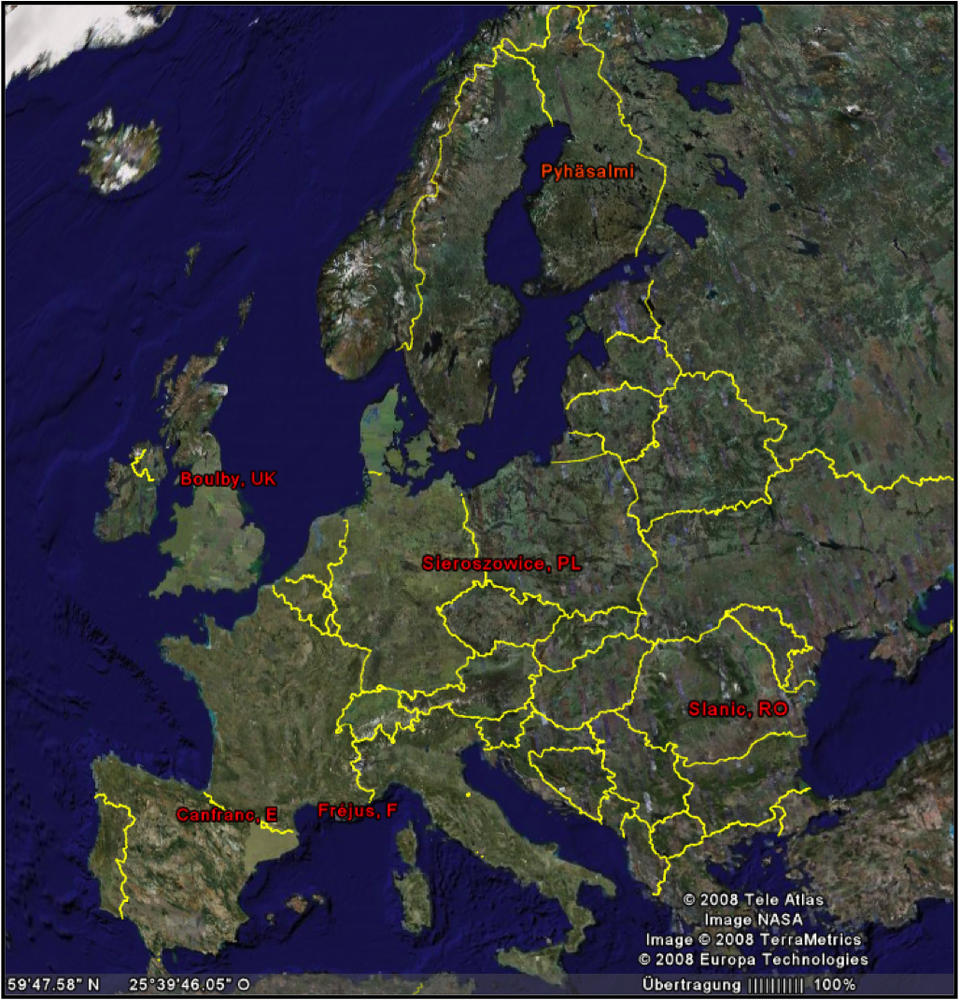 Pyhäsalmi
Boulby, UK
Sieroszowice, PL
Slanic, RO
Canfranc, E
Fréjus, F
© 2008 Tele Atlas
Image NASA
Image © 2008 TerraMetrics
© 2008 Europa Technologies
59'47.58" N 25°39'46.05" O
Übertragung |||||||||| 100%